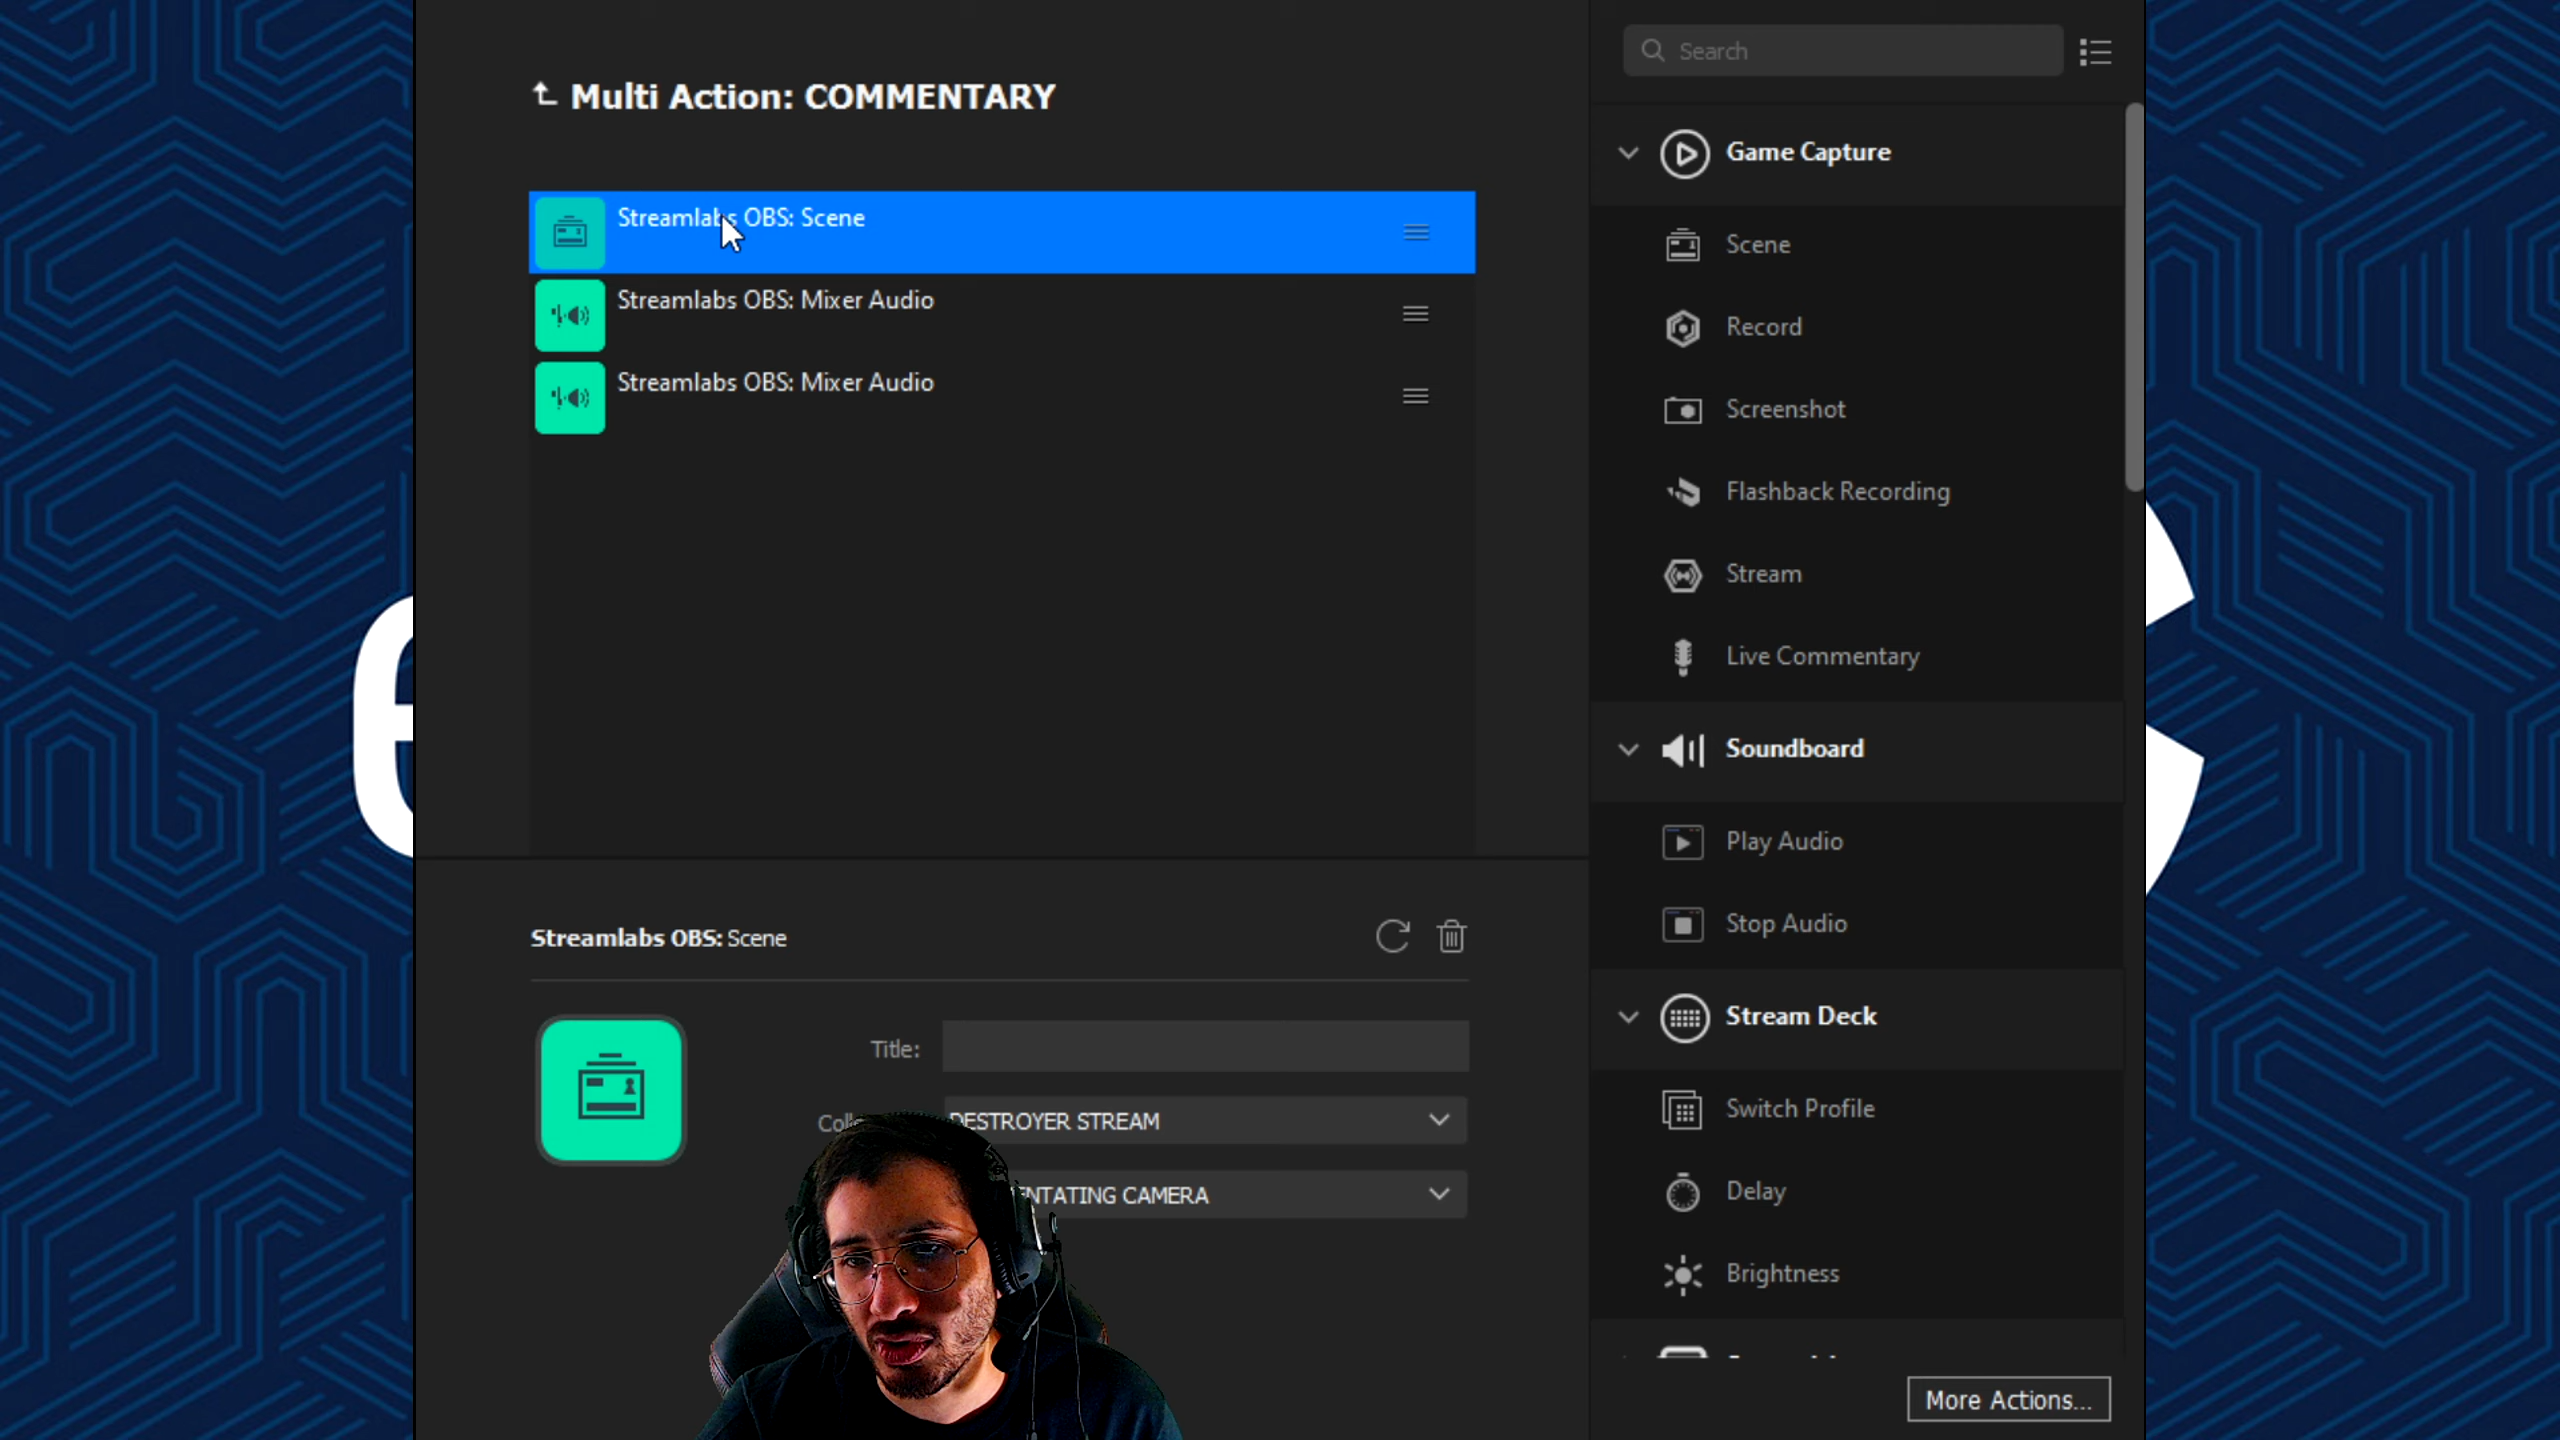 Multi Action: COMMENTARY
Streamlabs OBS: Scene
Streamlabs OBS: Mixer Audio
Streamlabs OBS: Mixer Audio
Streamlabs OBS: Scene
Title:
DESTROYER STREAM
CAMERA
Search
Game Capture
Scene
Record
Screenshot
Flashback Recording
Stream
Live Commentary
Soundboard
Play Audio
Stop Audio
Stream Deck
Switch Profile
Delay
Brightness
More Actions...
e